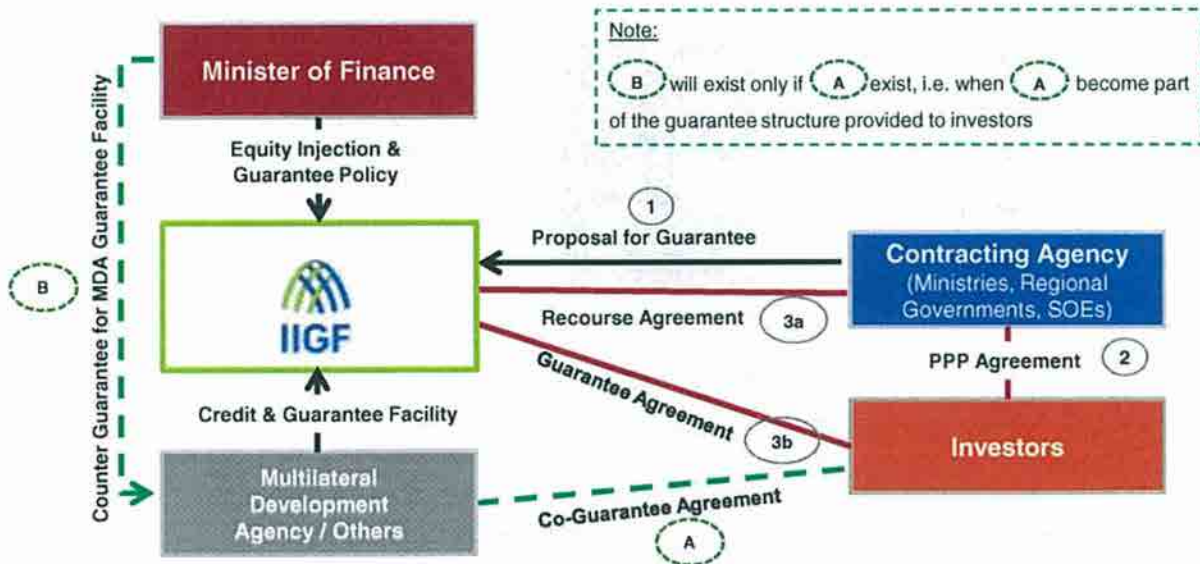 Minister of Finance
Note:
B will exist only if A exist, i.e. when A become part
of the guarantee structure provided to investors
Counter Guarantee for MDA Guarantee Facility
B
Equity Injection &
Guarantee Policy
IIGF
1
Proposal for Guarantee
Contracting Agency
(Ministries, Regional
Governments, SOEs)
Recourse Agreement
3a
PPP Agreement
2
Guarantee Agreement
3b
Credit & Guarantee Facility
Investors
Multilateral
Development
Agency / Others
Co-Guarantee Agreement
A